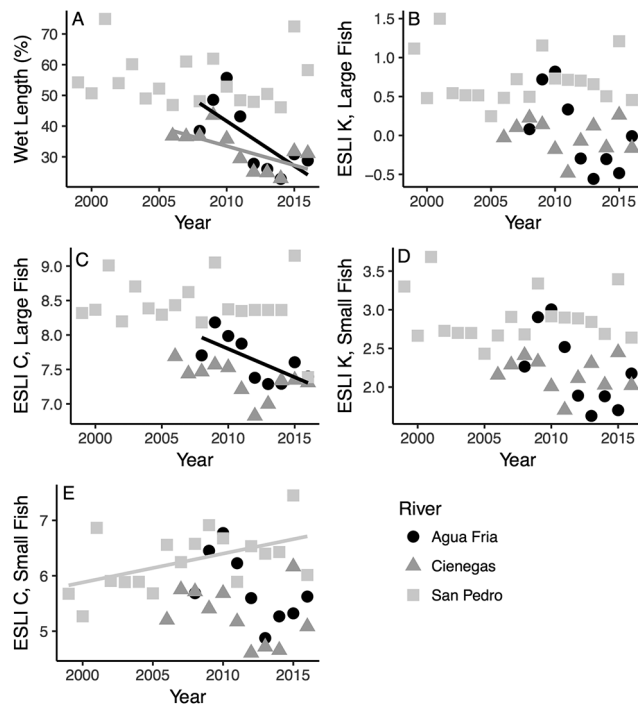 A
Wet Length (%)
70
60
50
40
30
2000
2005
2010
2015
Year
B
ESLI K, Large Fish
1.5
1.0
0.5
0.0
−0.5
2000
2005
2010
2015
Year
C
ESLI C, Large Fish
9.0
8.5
8.0
7.5
7.0
2000
2005
2010
2015
Year
D
ESLI K, Small Fish
3.5
3.0
2.5
2.0
2000
2005
2010
2015
Year
E
ESLI C, Small Fish
7
6
5
2000
2005
2010
2015
Year
River
Agua Fria
Cienegas
San Pedro